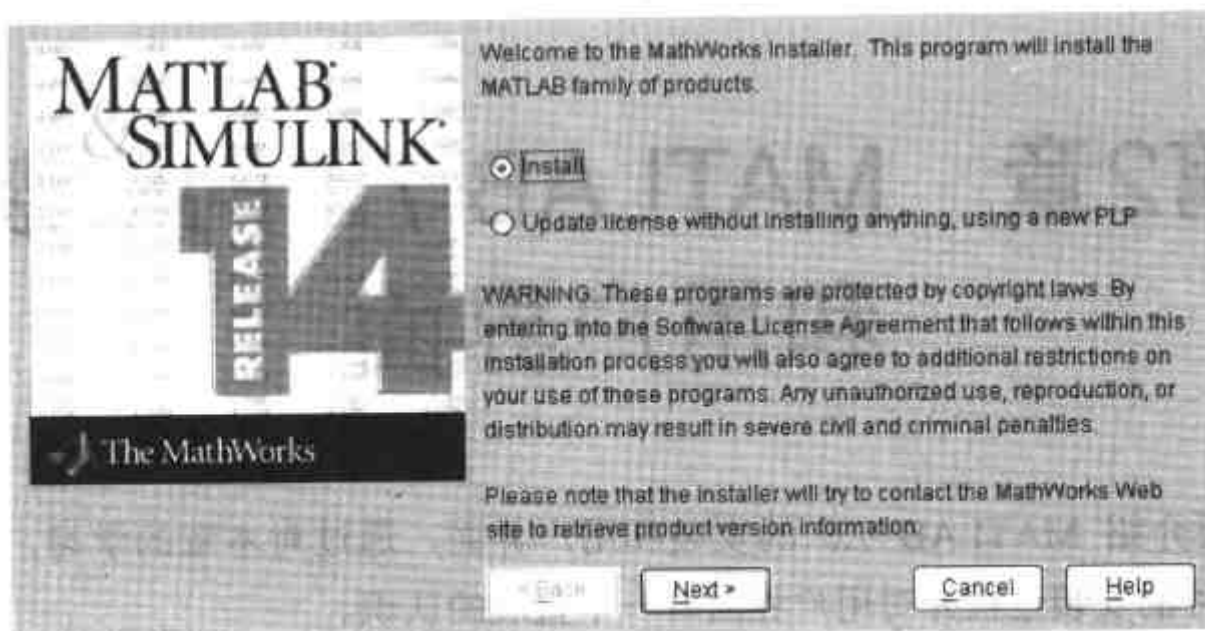 MATLAB
SIMULINK
RELEASE
14
The MathWorks
Welcome to the MathWorks Installer. This program will install the
MATLAB family of products.
Install
Update license without installing anything, using a new PLP
WARNING: These programs are protected by copyright laws. By
entering into the Software License Agreement that follows within this
installation process you will also agree to additional restrictions on
your use of these programs. Any unauthorized use, reproduction, or
distribution may result in severe civil and criminal penalties.
Please note that the installer will try to contact the MathWorks Web
site to retrieve product version information.
< Back
Next >
Cancel
Help